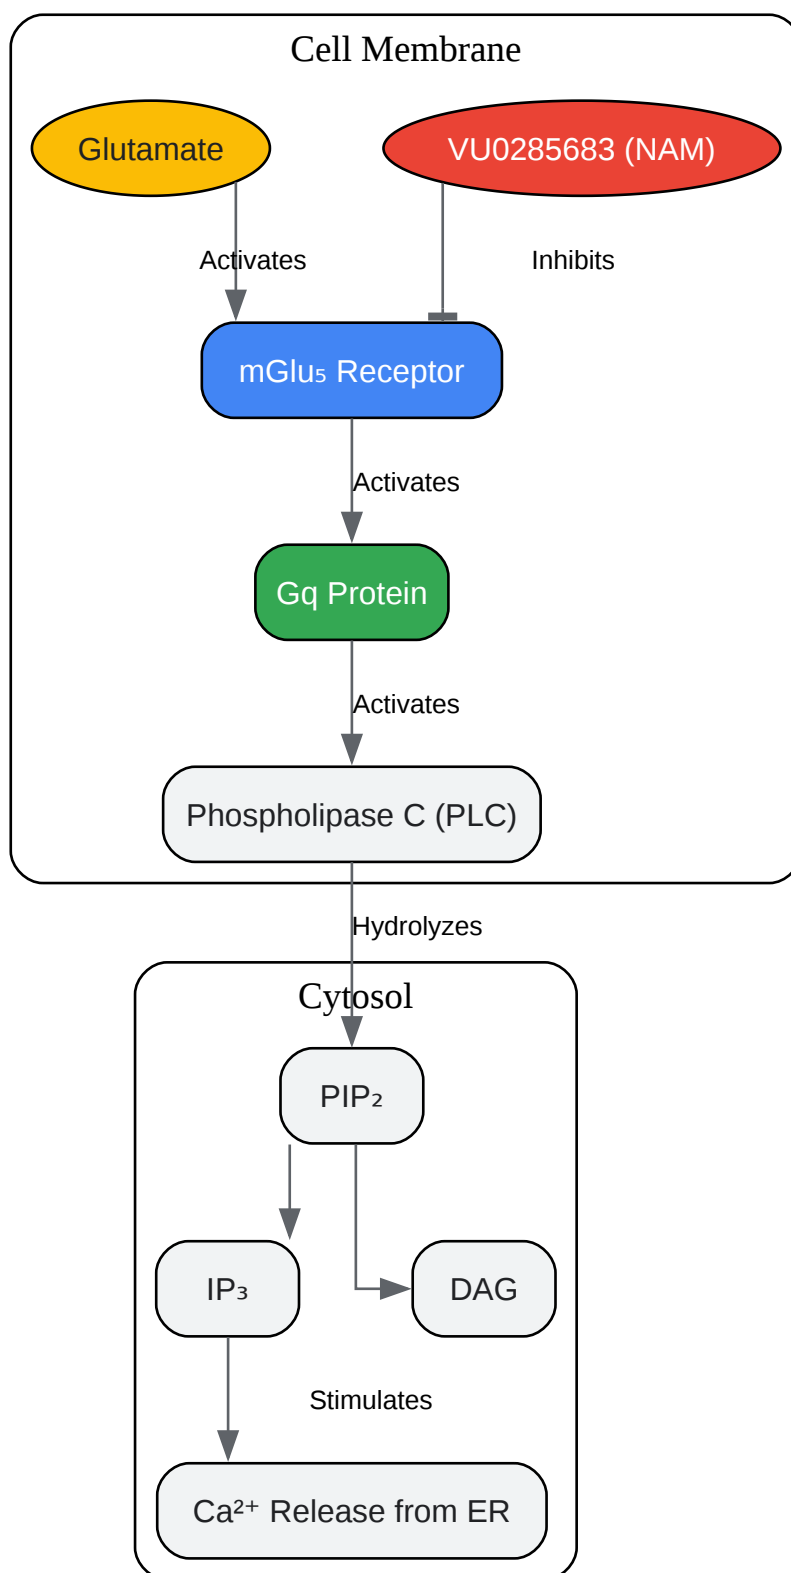 Cell Membrane
Glutamate
VU0285683 (NAM)
Activates
Inhibits
mGlu₅ Receptor
Activates
Gq Protein
Activates
Phospholipase C (PLC)
Hydrolyzes
Cytosol
PIP₂
IP₃
DAG
Stimulates
Ca²⁺ Release from ER